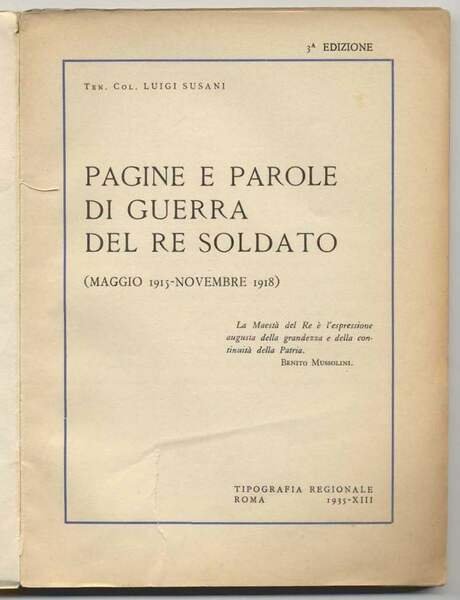 3ª EDIZIONE
TEN. COL. LUIGI SUSANI
PAGINE E PAROLE
DI GUERRA
DEL RE SOLDATO
(MAGGIO 1915-NOVEMBRE 1918)
La Maestà del Re è l'espressione
augusta della grandezza e della con-
tinuità della Patria.
BENITO MUSSOLINI.
TIPOGRAFIA REGIONALE
ROMA 1935-XIII